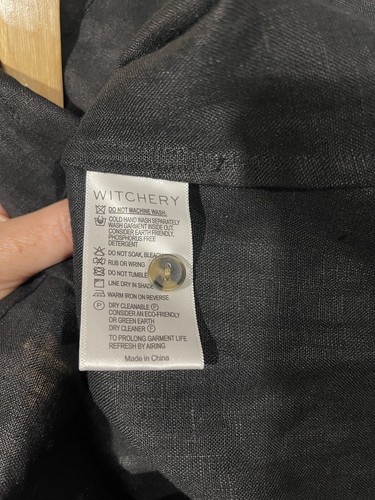 WITCHERY
DO NOT MACHINE WASH.
COLD HAND WASH SEPARATELY
WASH GARMENT INSIDE OUT.
CONSIDER EARTH FRIENDLY,
PHOSPHORUS FREE
DETERGENT
DO NOT SOAK, BLEA
RUB OR WRING
DO NOT TUMBLE
LINE DRY IN SHADE
WARM IRON ON REVERSE
P DRY CLEANABLE P
CONSIDER AN ECO-FRIENDLY
OR GREEN EARTH
DRY CLEANER F
TO PROLONG GARMENT LIFE
REFRESH BY AIRING
Made in China